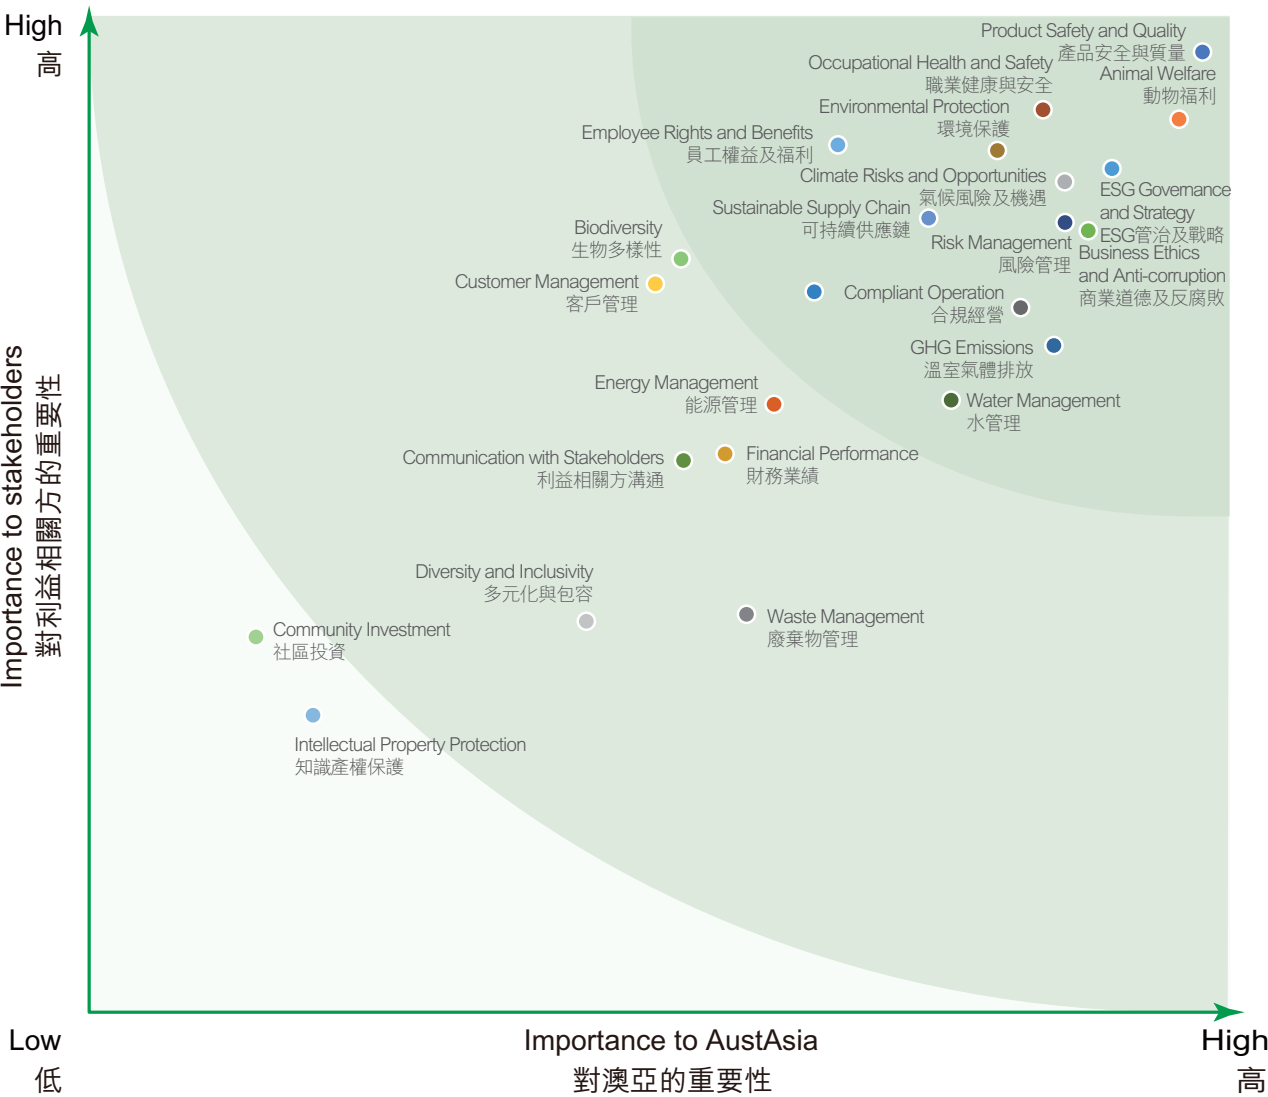 High
高
Product Safety and Quality
產品安全與質量
Occupational Health and Safety
職業健康與安全
Animal Welfare
動物福利
Environmental Protection
環境保護
Employee Rights and Benefits
員工權益及福利
Climate Risks and Opportunities
氣候風險及機遇
ESG Governance
and Strategy
ESG管治及戰略
Sustainable Supply Chain
可持續供應鏈
Biodiversity
生物多樣性
Risk Management
風險管理
Business Ethics
and Anti-corruption
商業道德及反腐敗
Customer Management
客戶管理
Compliant Operation
合規經營
GHG Emissions
溫室氣體排放
Energy Management
能源管理
Water Management
水管理
Communication with Stakeholders
利益相關方溝通
Financial Performance
財務業績
Diversity and Inclusivity
多元化與包容
Waste Management
廢棄物管理
Community Investment
社區投資
Intellectual Property Protection
知識產權保護
Importance to stakeholders
對利益相關方的重要性
Low
低
Importance to AustAsia
對澳亞的重要性
High
高